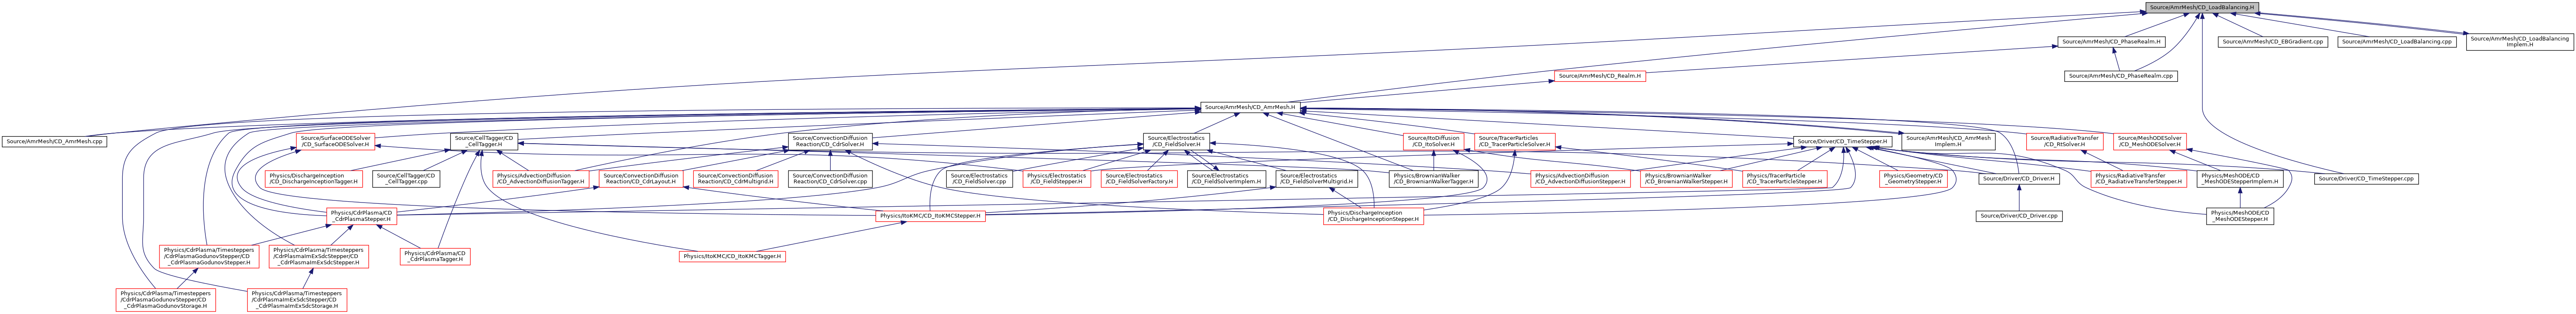 Source/AmrMesh/CD_LoadBalancing.H
Source/AmrMesh/CD_PhaseRealm.H
Source/AmrMesh/CD_EBGradient.cpp
Source/AmrMesh/CD_LoadBalancing.cpp
Source/AmrMesh/CD_LoadBalancing
Implem.H
Source/AmrMesh/CD_Realm.H
Source/AmrMesh/CD_PhaseRealm.cpp
Source/AmrMesh/CD_AmrMesh.H
Source/AmrMesh/CD_AmrMesh.cpp
Source/SurfaceODESolver
/CD_SurfaceODESolver.H
Source/CellTagger/CD
_CellTagger.H
Source/ConvectionDiffusion
Reaction/CD_CdrSolver.H
Source/Electrostatics
/CD_FieldSolver.H
Source/ItoDiffusion
/CD_ItoSolver.H
Source/TracerParticles
/CD_TracerParticleSolver.H
Source/Driver/CD_TimeStepper.H
Source/AmrMesh/CD_AmrMesh
Implem.H
Source/RadiativeTransfer
/CD_RtSolver.H
Source/MeshODESolver
/CD_MeshODESolver.H
Physics/DischargeInception
/CD_DischargeInceptionTagger.H
Source/CellTagger/CD
_CellTagger.cpp
Physics/AdvectionDiffusion
/CD_AdvectionDiffusionTagger.H
Source/ConvectionDiffusion
Reaction/CD_CdrLayout.H
Source/ConvectionDiffusion
Reaction/CD_CdrMultigrid.H
Source/ConvectionDiffusion
Reaction/CD_CdrSolver.cpp
Source/Electrostatics
/CD_FieldSolver.cpp
Physics/Electrostatics
/CD_FieldStepper.H
Source/Electrostatics
/CD_FieldSolverFactory.H
Source/Electrostatics
/CD_FieldSolverImplem.H
Source/Electrostatics
/CD_FieldSolverMultigrid.H
Physics/BrownianWalker
/CD_BrownianWalkerTagger.H
Physics/AdvectionDiffusion
/CD_AdvectionDiffusionStepper.H
Physics/BrownianWalker
/CD_BrownianWalkerStepper.H
Physics/TracerParticle
/CD_TracerParticleStepper.H
Physics/Geometry/CD
_GeometryStepper.H
Source/Driver/CD_Driver.H
Physics/RadiativeTransfer
/CD_RadiativeTransferStepper.H
Physics/MeshODE/CD
_MeshODEStepperImplem.H
Source/Driver/CD_TimeStepper.cpp
Physics/CdrPlasma/CD
_CdrPlasmaStepper.H
Physics/ItoKMC/CD_ItoKMCStepper.H
Physics/DischargeInception
/CD_DischargeInceptionStepper.H
Source/Driver/CD_Driver.cpp
Physics/MeshODE/CD
_MeshODEStepper.H
Physics/CdrPlasma/Timesteppers
/CdrPlasmaGodunovStepper/CD
_CdrPlasmaGodunovStepper.H
Physics/CdrPlasma/Timesteppers
/CdrPlasmaImExSdcStepper/CD
_CdrPlasmaImExSdcStepper.H
Physics/CdrPlasma/CD
_CdrPlasmaTagger.H
Physics/ItoKMC/CD_ItoKMCTagger.H
Physics/CdrPlasma/Timesteppers
/CdrPlasmaGodunovStepper/CD
_CdrPlasmaGodunovStorage.H
Physics/CdrPlasma/Timesteppers
/CdrPlasmaImExSdcStepper/CD
_CdrPlasmaImExSdcStorage.H